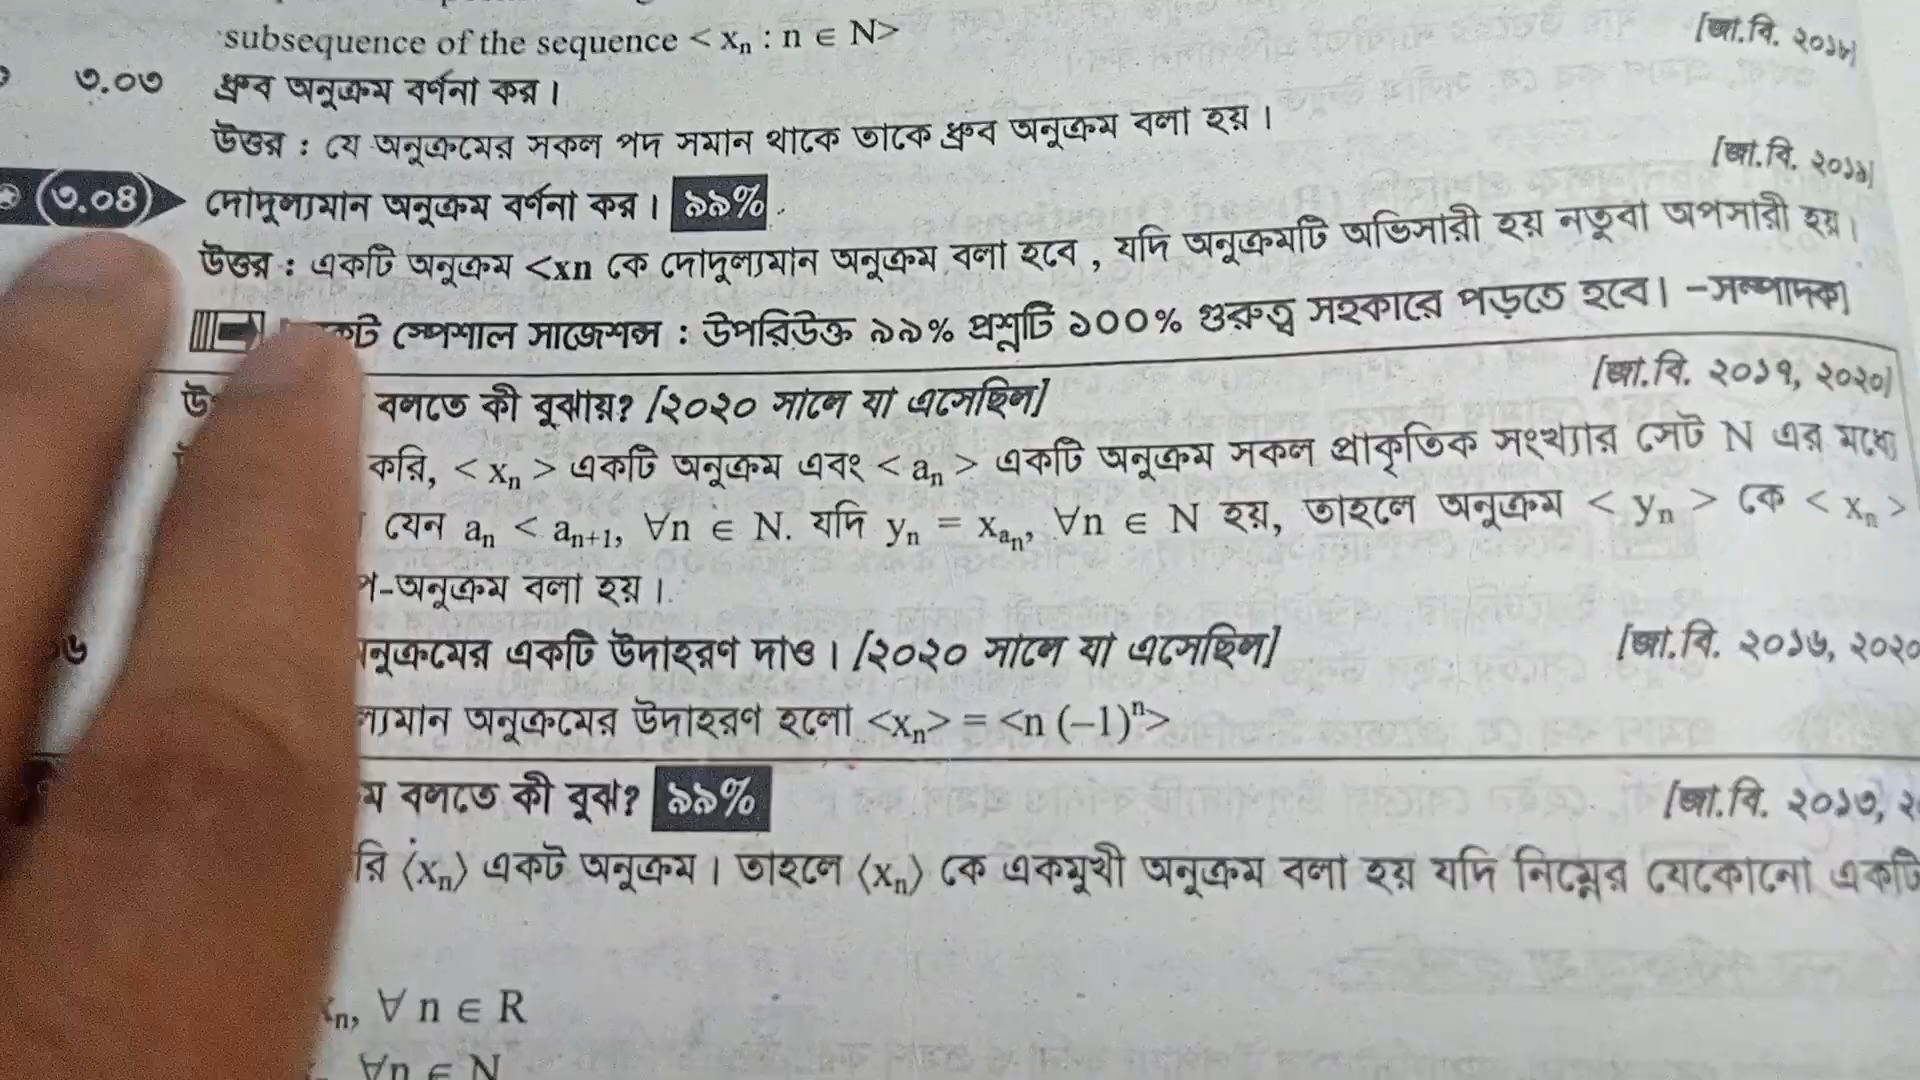 subsequence of the sequence < xₙ : n ∈ N> [জা.বি. ২০১৮]
৩.০৩ ধ্রুব অনুক্রম বর্ণনা কর।
উত্তর : যে অনুক্রমের সকল পদ সমান থাকে তাকে ধ্রুব অনুক্রম বলা হয়।
৩.০৪ দোদুল্যমান অনুক্রম বর্ণনা কর। ৯৯% [জা.বি. ২০১৯]
উত্তর : একটি অনুক্রম <xn কে দোদুল্যমান অনুক্রম বলা হবে, যদি অনুক্রমটি অভিসারী হয় নতুবা অপসারী হয়।
স্পেশাল সাজেশন্স : উপরিউক্ত ৯৯% প্রশ্নটি ১০০% গুরুত্ব সহকারে পড়তে হবে। –সম্পাদক]
বলতে কী বুঝায়? [২০২০ সালে যা এসেছিল] [জা.বি. ২০১৭, ২০২০]
করি, < xₙ > একটি অনুক্রম এবং < aₙ > একটি অনুক্রম সকল প্রাকৃতিক সংখ্যার সেট N এর মধ্যে
যেন aₙ < aₙ₊₁, ∀n ∈ N. যদি yₙ = x_{aₙ}, ∀n ∈ N হয়, তাহলে অনুক্রম < yₙ > কে < xₙ >
প-অনুক্রম বলা হয়।
নুক্রমের একটি উদাহরণ দাও। [২০২০ সালে যা এসেছিল] [জা.বি. ২০১৬, ২০২০
ল্যমান অনুক্রমের উদাহরণ হলো <xₙ> = <n (−1)ⁿ>
ম বলতে কী বুঝ? ৯৯% [জা.বি. ২০১৩,
রি ⟨xₙ⟩ একট অনুক্রম। তাহলে ⟨xₙ⟩ কে একমুখী অনুক্রম বলা হয় যদি নিম্নের যেকোনো একটি
xₙ, ∀ n ∈ R
∀n ∈ N